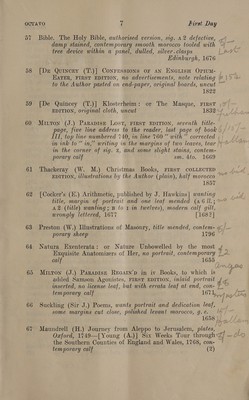 OCTAVO 7 First Day
57 Bible. The Holy Bible, authorised version, sig. A 2 defective,
damp stained, contemporary smooth morocco tooled with
tree device within a panel, dulled, silver clasps
Edinburgh, 1676
58 [De Quincey (T.)] Confessions of an English Opium-
Eater, first edition, no advertisements, note relating
to the Author pasted on end-paper, original boards, uncut
1822
59 [De Quincey (T.)] Klosterheim: or The Masque, first
edition, original cloth, uncut 1832
60 Milton (J.) Paradise Lost, first edition, seventh title-
page, five line address to the reader, last page of book
III, top line numbered 740, in line 760 "with" corrected
in ink to "in," writing in the margins of two leaves, tear
in the corner of sig. z, and some slight stains, contem-
porary calf sm. 4to. 1669
61 Thackeray (W. M.) Christmas Books, first collected
edition, illustrations by the Author (plain), half morocco
1857
62 [Cocker's (E.) Arithmetic, published by J. Hawkins] wanting
title, margin of portrait and one leaf mended (A 6 ii;
A 2 (title) wanting; B to I in twelves), modern calf gilt,
wrongly lettered, 1677 [168?]
63 Preston (W.) Illustrations of Masonry, title mended, contem-
porary sheep 1796
64 Natura Exenterata: or Nature Unbowelled by the most
Exquisite Anatomisers of Her, no portrait, contemporary
calf 1655
65 Milton (J.) Paradise Regain'd in iv Books, to which is
added Samson Agonistes, first edition, inlaid portrait
inserted, no license leaf, but with errata leaf at end, con-
temporary calf 1671
66 Suckling (Sir J.) Poems, wants portrait and dedication leaf,
some margins cut close, polished levant morocco, g. e.
1658
67 Maundrell (H.) Journey from Aleppo to Jerusalem, plates,
Oxford, 1749—[Young (A.)] Six Weeks Tour through
the Southern Counties of England and Wales, 1768, con-
temporary calf (2)